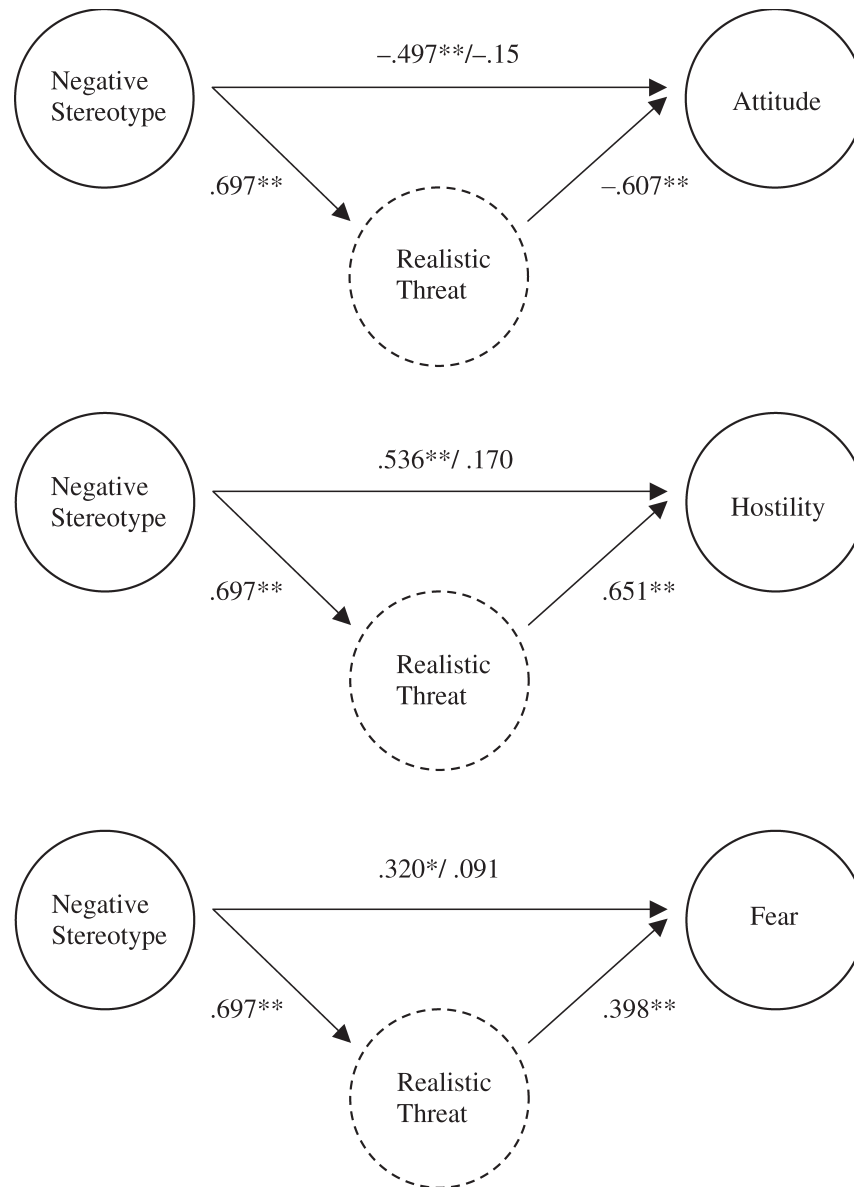 –.497**/–.15
Negative
Stereotype
Attitude
.697**
–.607**
Realistic
Threat
.536**/ .170
Negative
Stereotype
Hostility
.697**
.651**
Realistic
Threat
.320*/ .091
Negative
Stereotype
Fear
.697**
.398**
Realistic
Threat